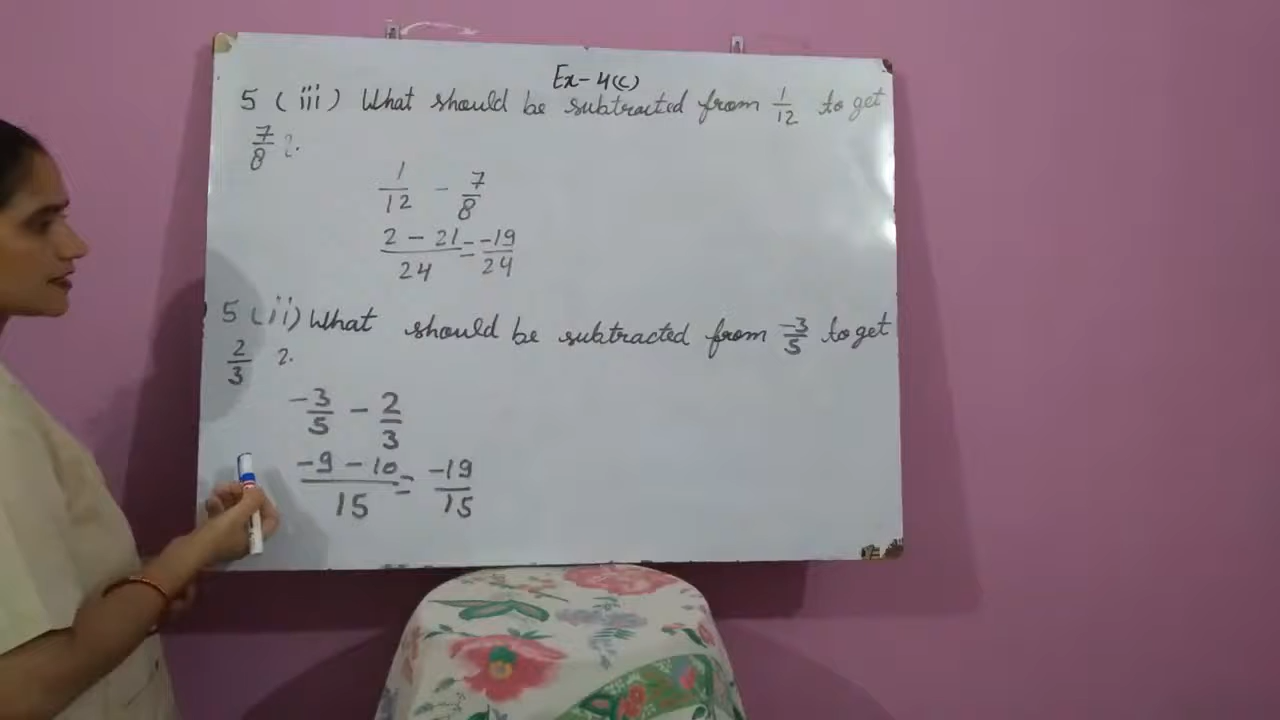 Ex-4(c)
5 (iii) What should be subtracted from 1/12 to get
7/8 ?.
1/12 - 7/8
2 - 21/24 = -19/24
5 (ii) What should be subtracted from -3/5 to get
2/3 ?.
-3/5 - 2/3
-9 - 10/15 = -19/15